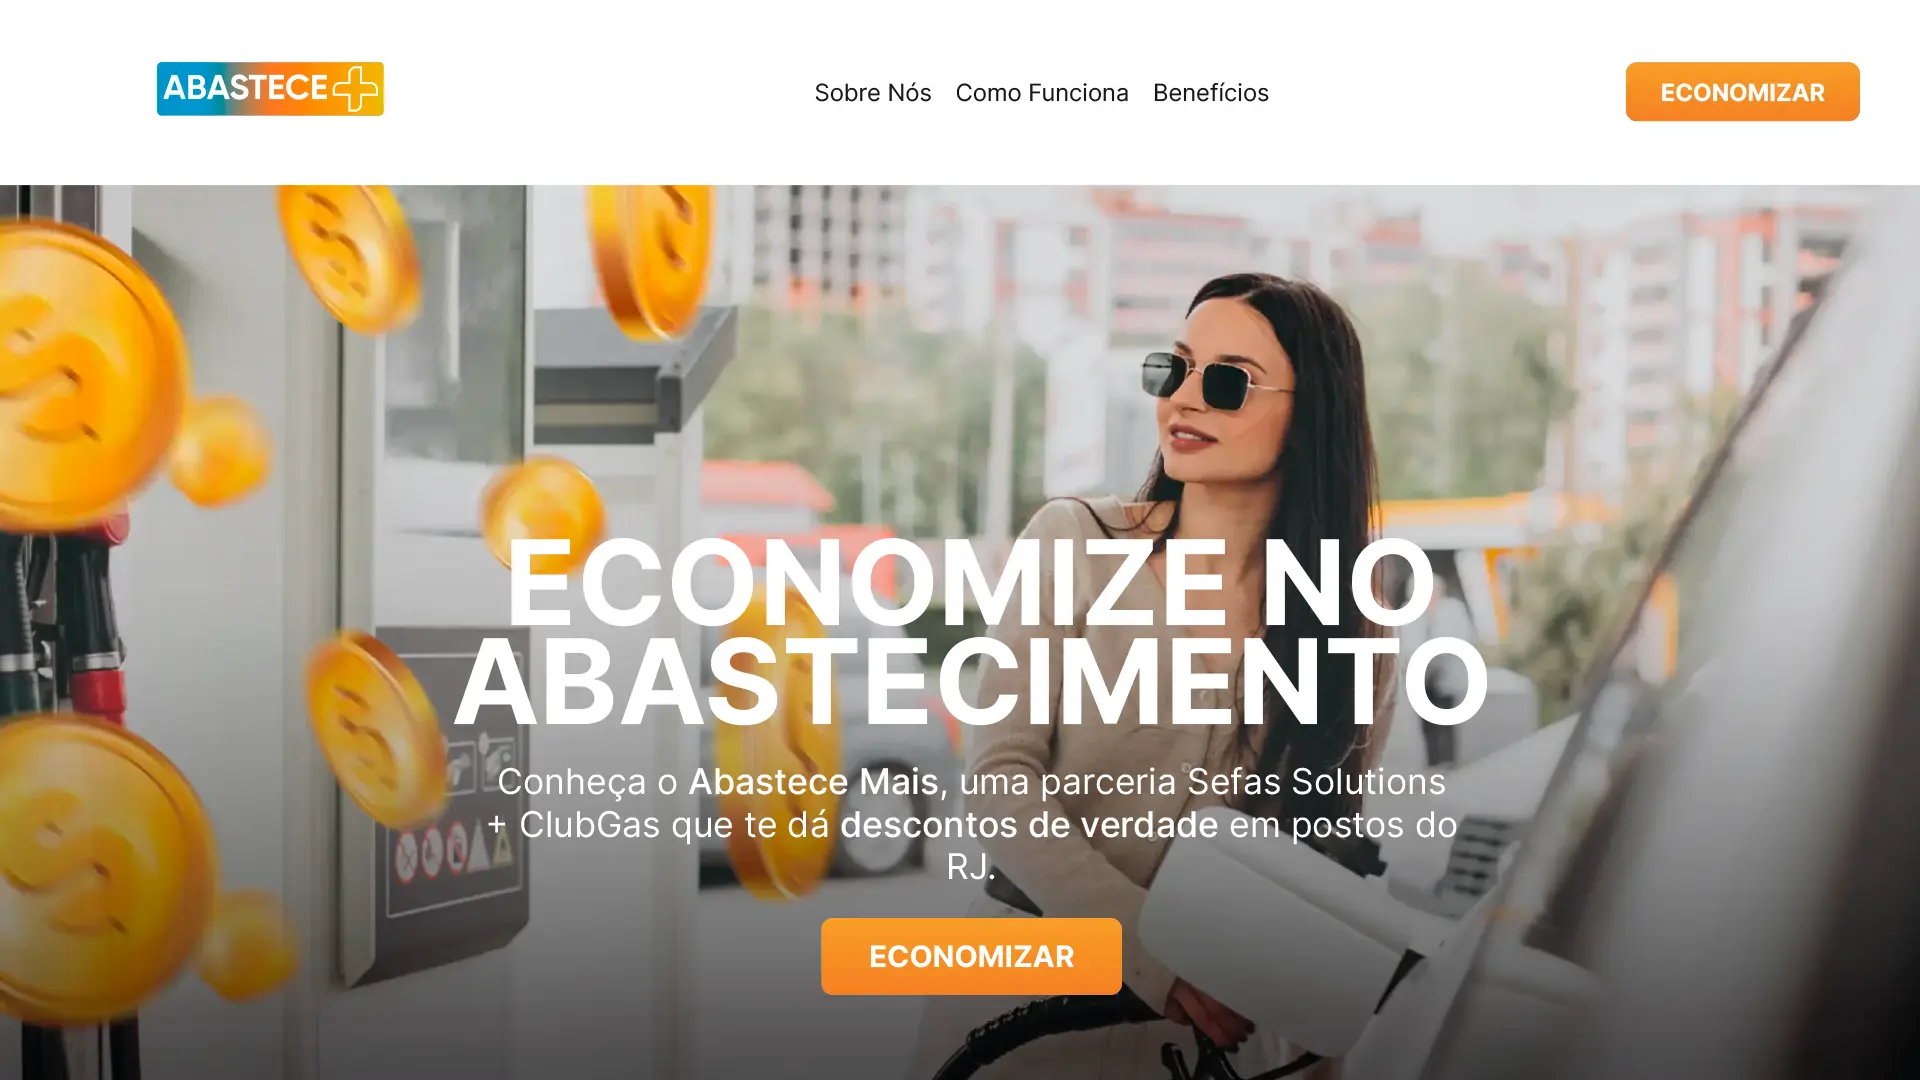 ABASTECE
Sobre Nós Como Funciona Benefícios
ECONOMIZAR
ECONOMIZE NO
ABASTECIMENTO
Conheça o Abastece Mais, uma parceria Sefas Solutions
+ ClubGas que te dá descontos de verdade em postos do
RJ.
ECONOMIZAR